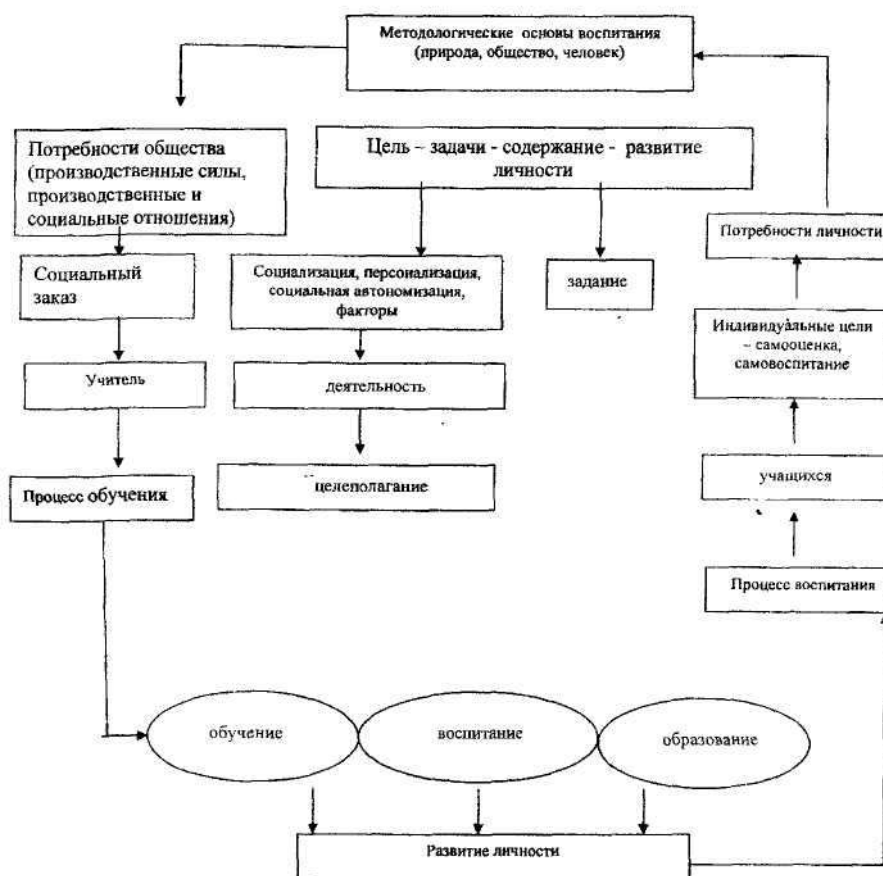 Методологические основы воспитания
(природа, общество, человек)
Потребности общества
(производственные силы,
производственные и
социальные отношения)
Цель – задачи - содержание - развитие
личности
Потребности личности
Социальный
заказ
Социализация, персонализация,
социальная автономизация,
факторы
задание
Индивидуальные цели
– самооценка,
самовоспитание
Учитель
деятельность
Процесс обучения
целеполагание
учащихся
Процесс воспитания
обучение
воспитание
образование
Развитие личности